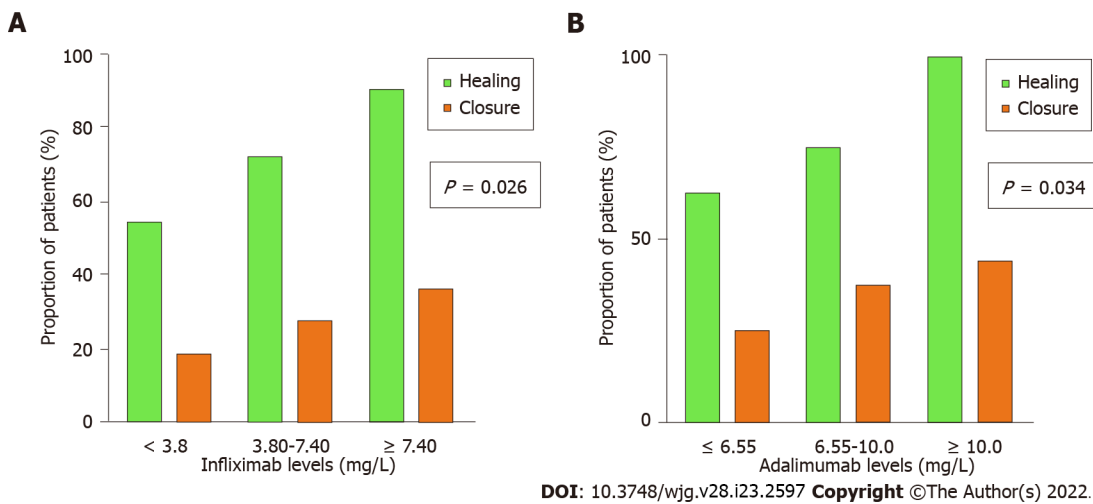 A
Proportion of patients (%)
100
80
60
40
20
0
Healing
Closure
P = 0.026
< 3.8
3.80-7.40
≥ 7.40
Infliximab levels (mg/L)
B
Proportion of patients (%)
100
50
0
Healing
Closure
P = 0.034
≤ 6.55
6.55-10.0
≥ 10.0
Adalimumab levels (mg/L)
DOI: 10.3748/wjg.v28.i23.2597 Copyright ©The Author(s) 2022.